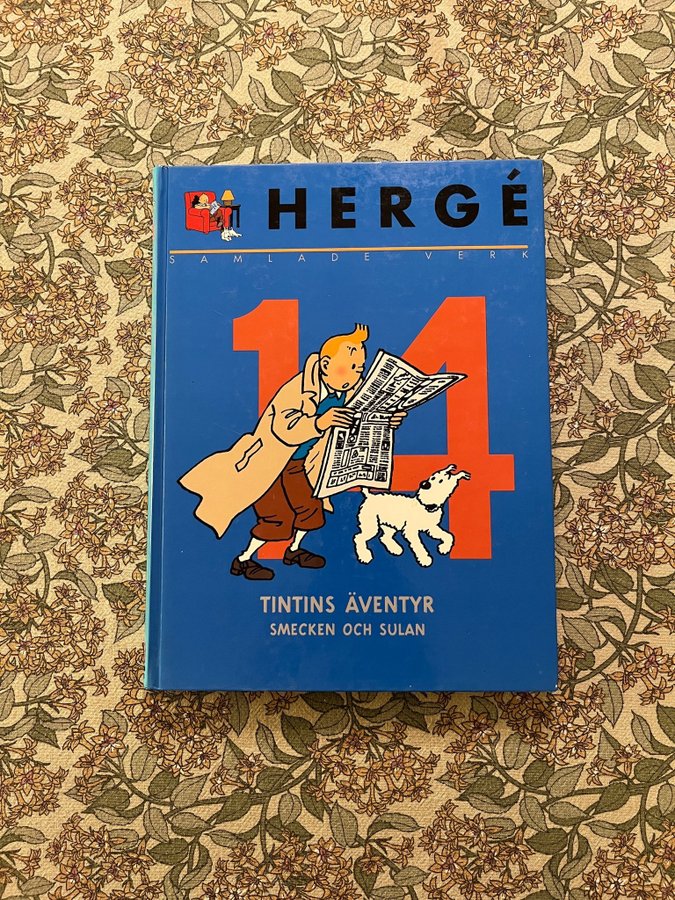 HERGÉ
SAMLADE VERK
14
TINTINS ÄVENTYR
SMECKEN OCH SULAN